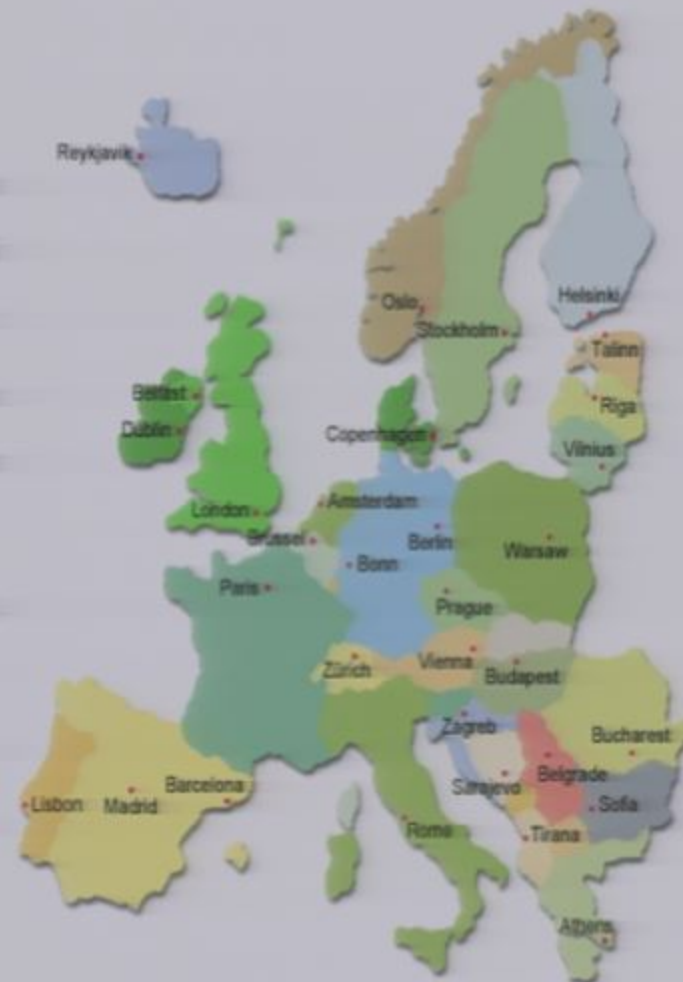 Reykjavik
Oslo
Helsinki
Stockholm
Talinn
Belfast
Riga
Dublin
Copenhagen
Vilnius
London
Amsterdam
Brussel
Berlin
Warsaw
Bonn
Paris
Prague
Zürich
Vienna
Budapest
Zagreb
Bucharest
Barcelona
Sarajevo
Belgrade
Lisbon
Madrid
Sofia
Rome
Tirana
Athens